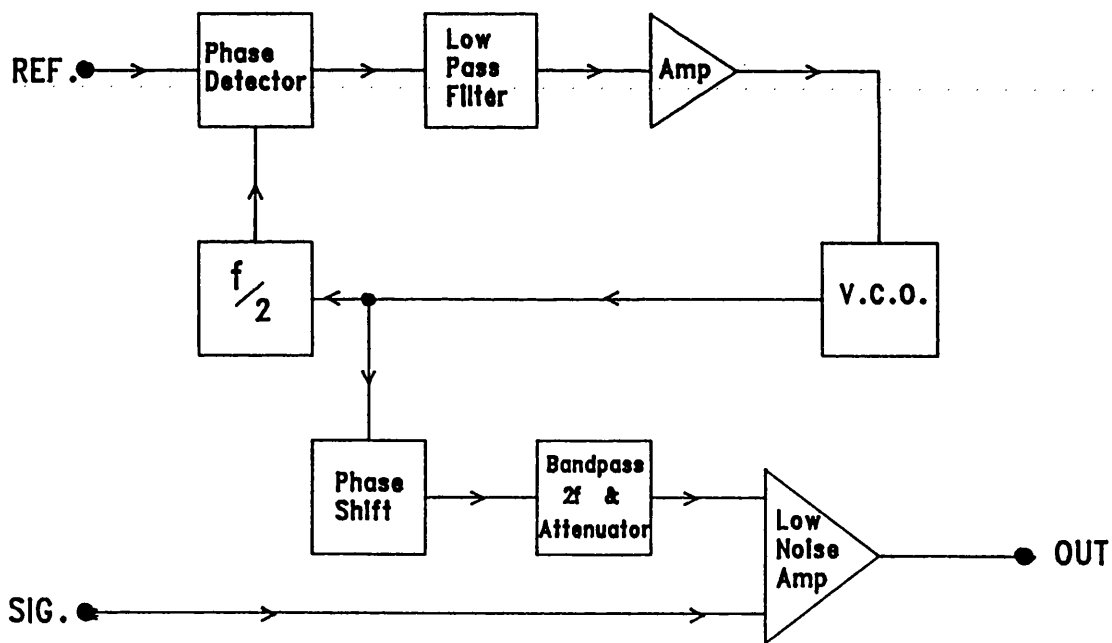 REF.
Phase
Detector
Low
Pass
Filter
Amp
f/2
V.C.O.
Phase
Shift
Bandpass
2f &
Attenuator
Low
Noise
Amp
OUT
SIG.